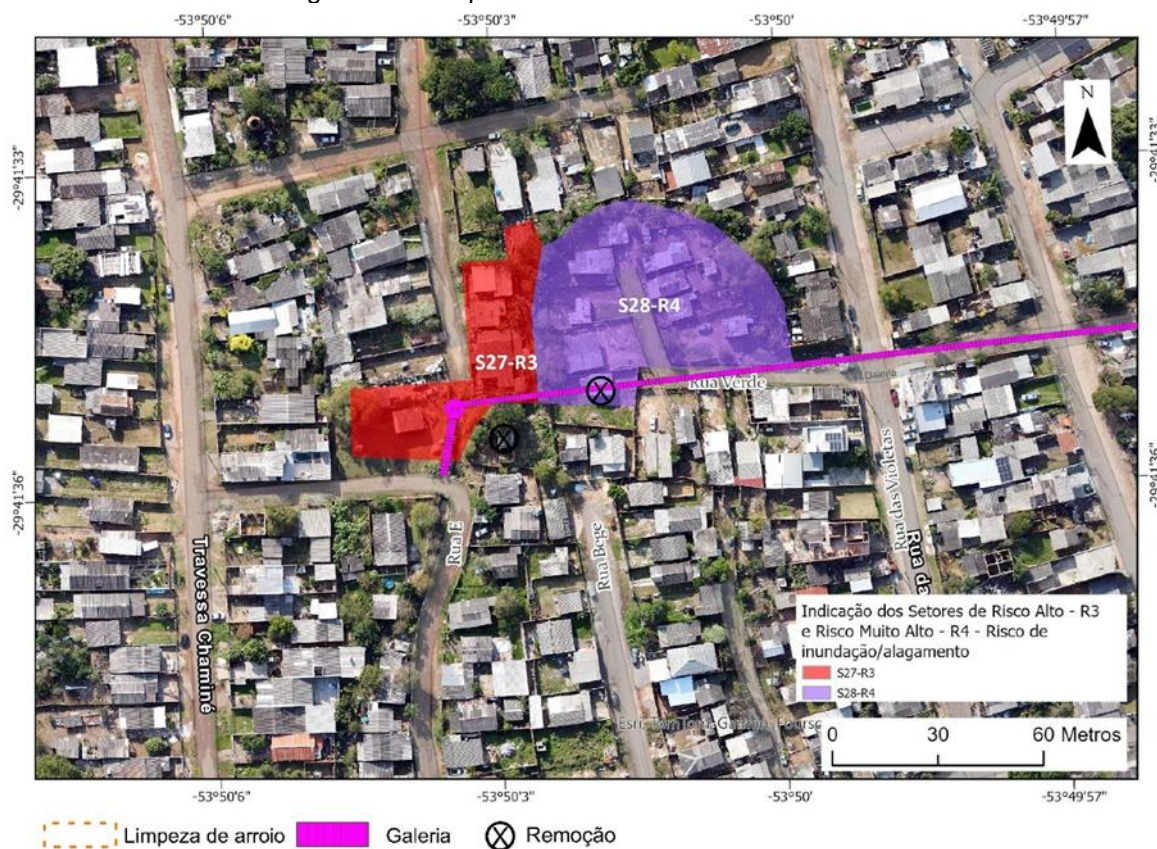 -53°50'6" -53°50'3" -53°50' -53°49'57"
N
-29°41'33" -29°41'33"
S28-R4
S27-R3
Rua Verde
-29°41'36" -29°41'36"
Rua E
Rua Bege
Rua das Violetas
Rua da
Travessa Chaminé
Indicação dos Setores de Risco Alto - R3
e Risco Muito Alto - R4 - Risco de
inundação/alagamento
S27-R3
S28-R4
Esri, TomTom, Garmin, Foursq
0 30 60 Metros
-53°50'6" -53°50'3" -53°50' -53°49'57"
Limpeza de arroio Galeria Remoção